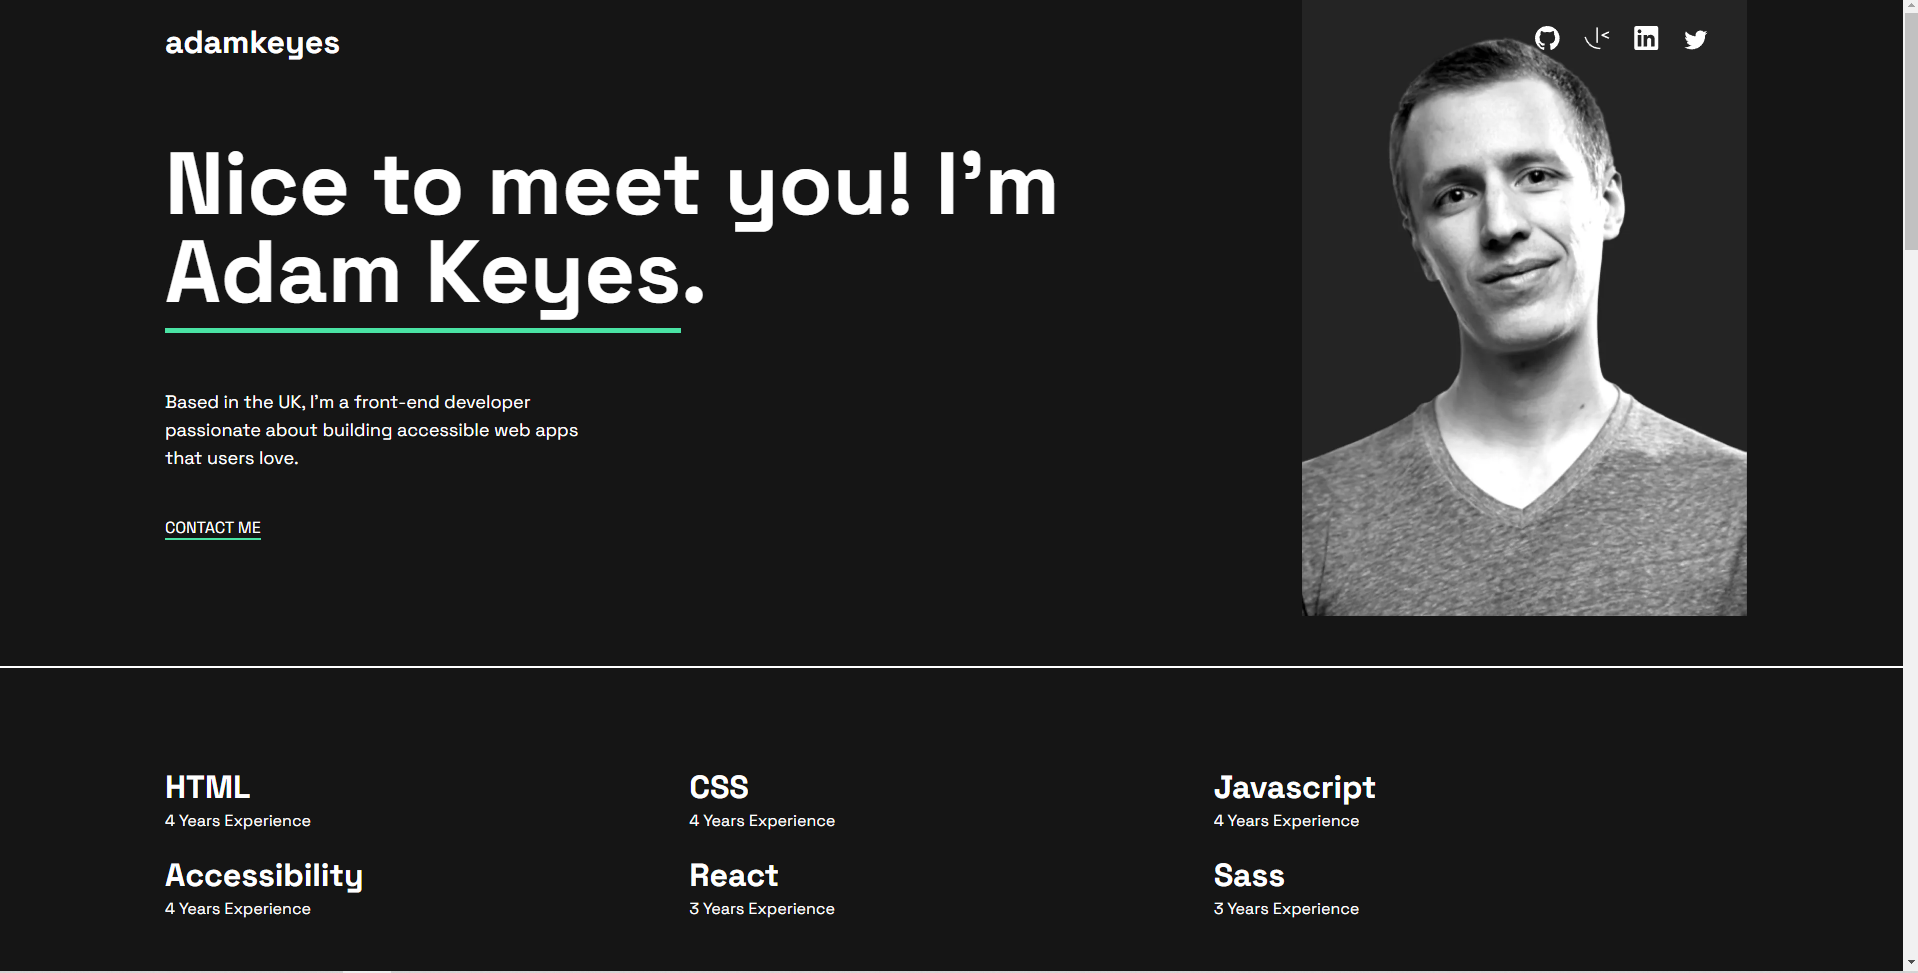 adamkeyes
Nice to meet you! I’m
Adam Keyes.
Based in the UK, I’m a front-end developer
passionate about building accessible web apps
that users love.
CONTACT ME
HTML
4 Years Experience
CSS
4 Years Experience
Javascript
4 Years Experience
Accessibility
4 Years Experience
React
3 Years Experience
Sass
3 Years Experience